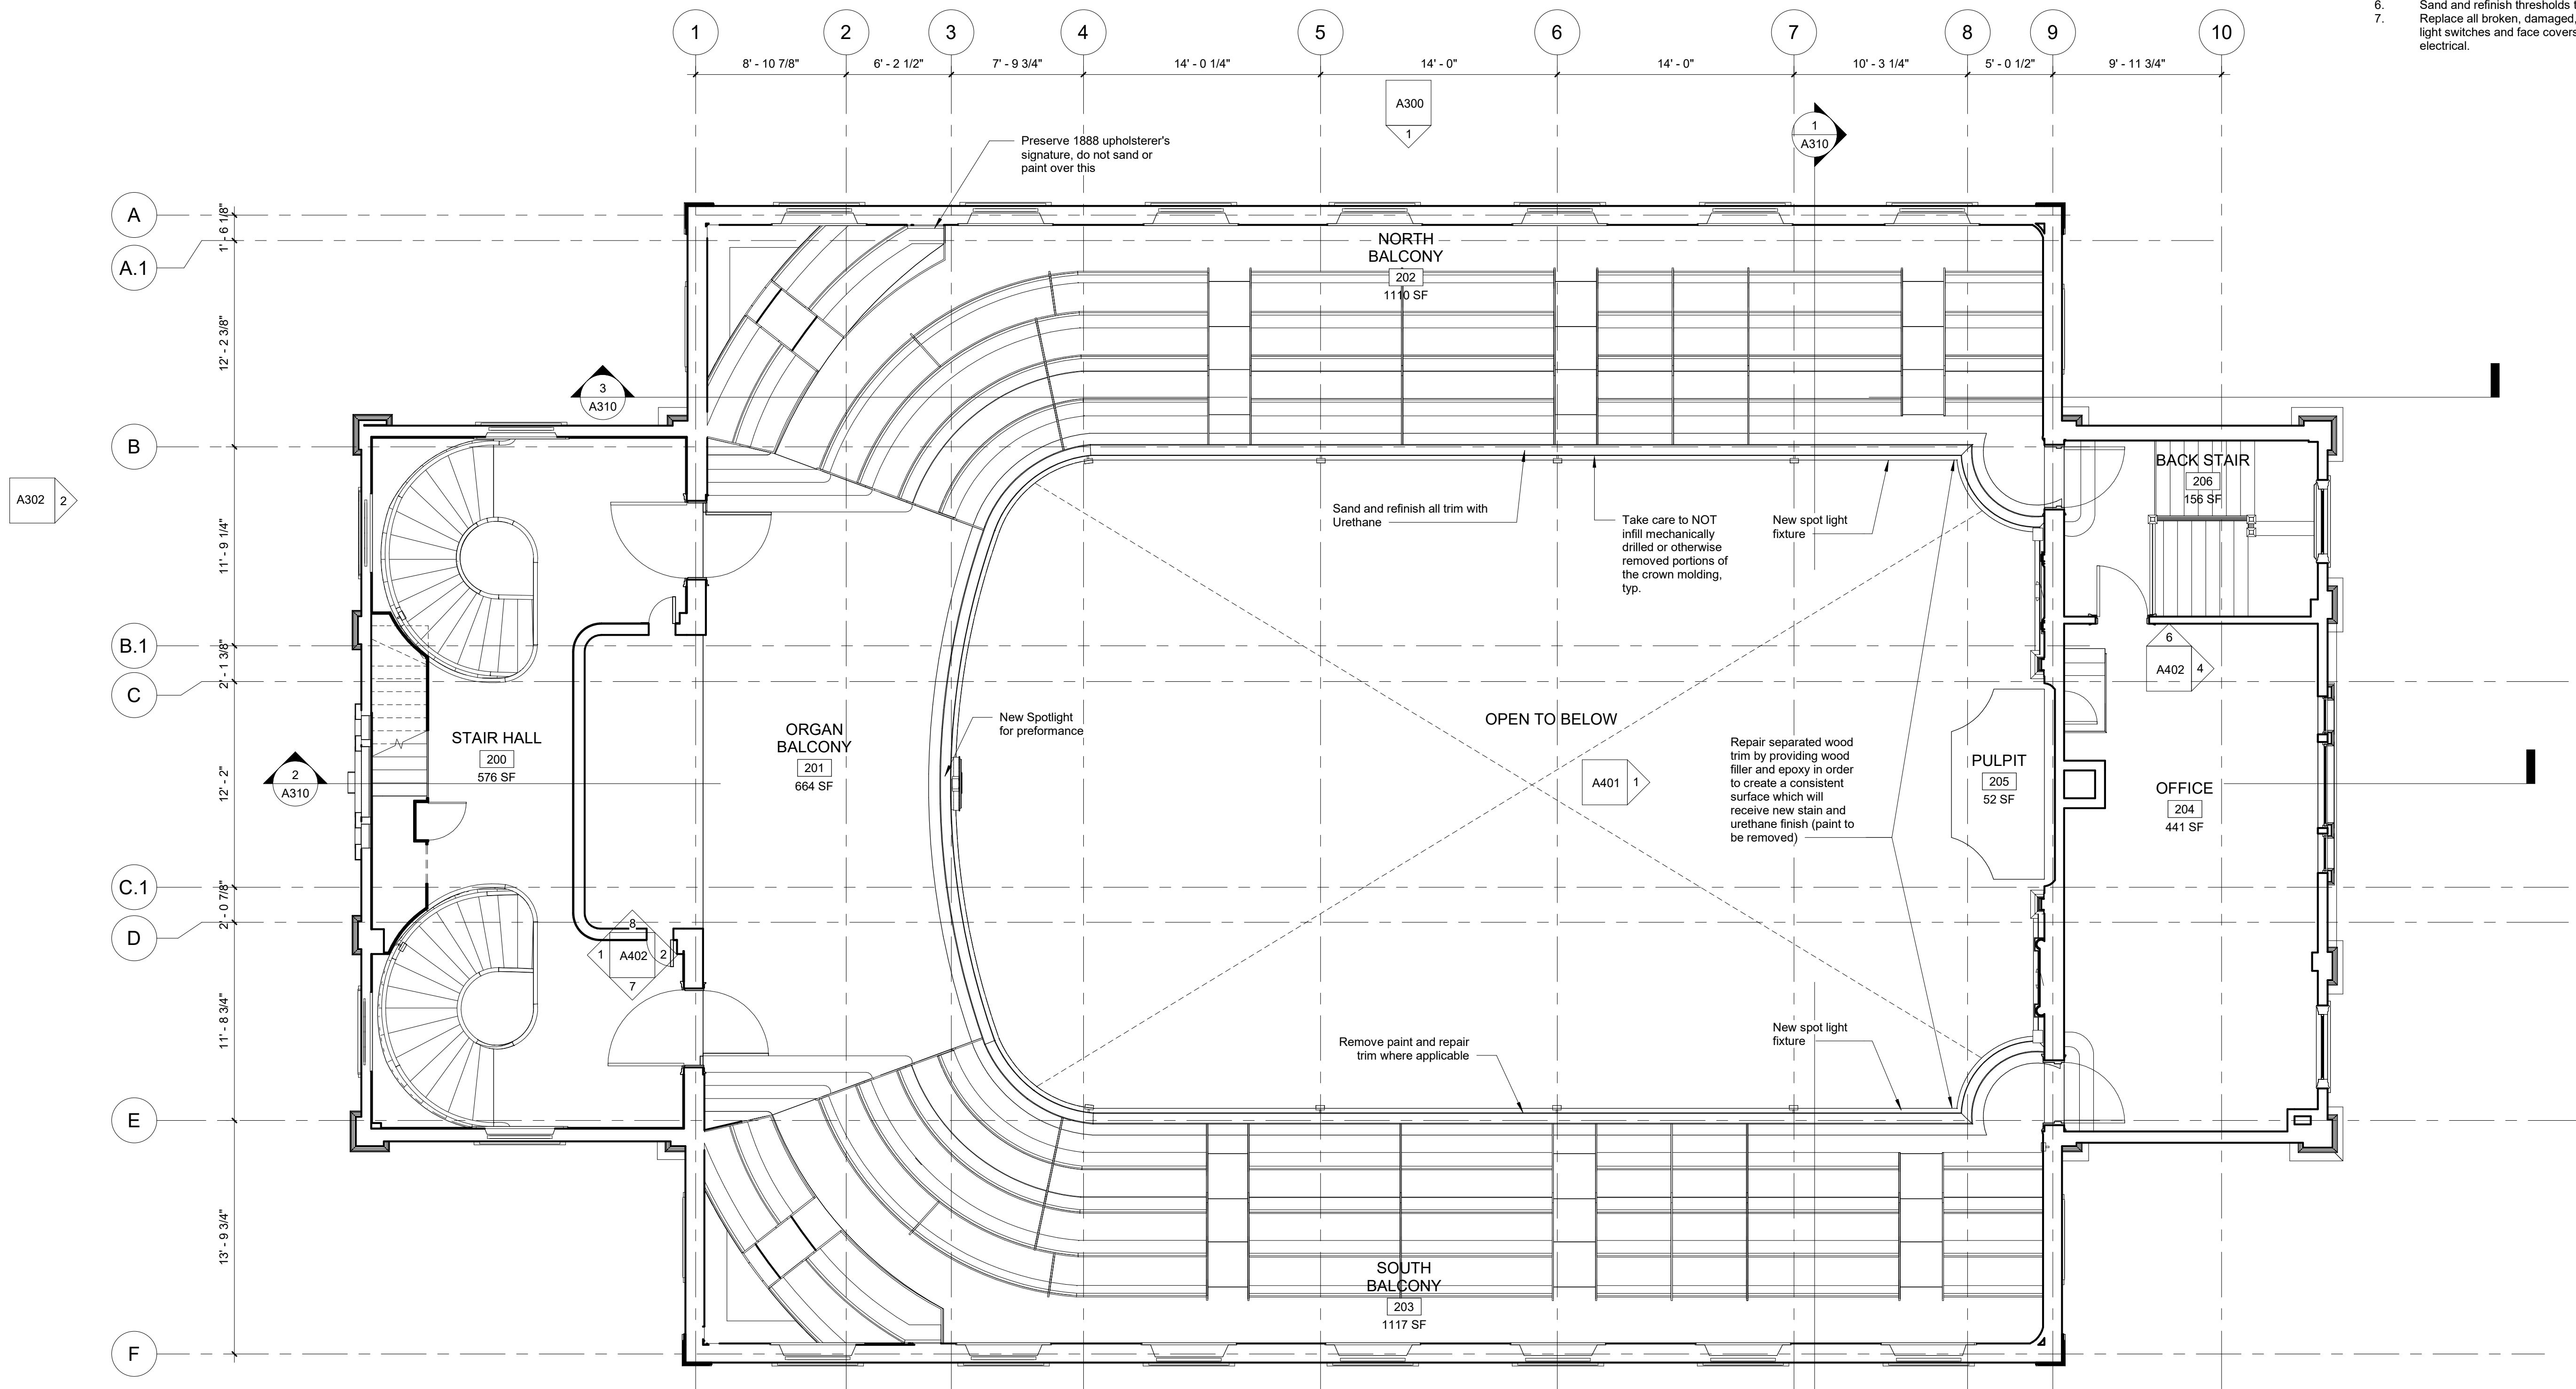 6. Sand and refinish thresholds
7. Replace all broken, damaged,
light switches and face covers
electrical.
1
2
3
4
5
6
7
8
9
10
8' - 10 7/8"
6' - 2 1/2"
7' - 9 3/4"
14' - 0 1/4"
14' - 0"
14' - 0"
10' - 3 1/4"
5' - 0 1/2"
9' - 11 3/4"
A300
1
1
A310
Preserve 1888 upholsterer's
signature, do not sand or
paint over this
A
1' - 6 1/8"
A.1
NORTH
BALCONY
202
1110 SF
12' - 2 3/8"
3
A310
B
A302
2
BACK STAIR
206
156 SF
Sand and refinish all trim with
Urethane
Take care to NOT
infill mechanically
drilled or otherwise
removed portions of
the crown molding,
typ.
New spot light
fixture
11' - 9 1/4"
B.1
2' - 1 3/8"
C
6
A402
4
New Spotlight
for preformance
OPEN TO BELOW
STAIR HALL
200
576 SF
ORGAN
BALCONY
201
664 SF
Repair separated wood
trim by providing wood
filler and epoxy in order
to create a consistent
surface which will
receive new stain and
urethane finish (paint to
be removed)
A401
1
PULPIT
205
52 SF
OFFICE
204
441 SF
2
A310
12' - 2"
C.1
2' - 0 7/8"
D
8
1
A402
2
7
11' - 8 3/4"
New spot light
fixture
Remove paint and repair
trim where applicable
E
13' - 9 3/4"
SOUTH
BALCONY
203
1117 SF
F